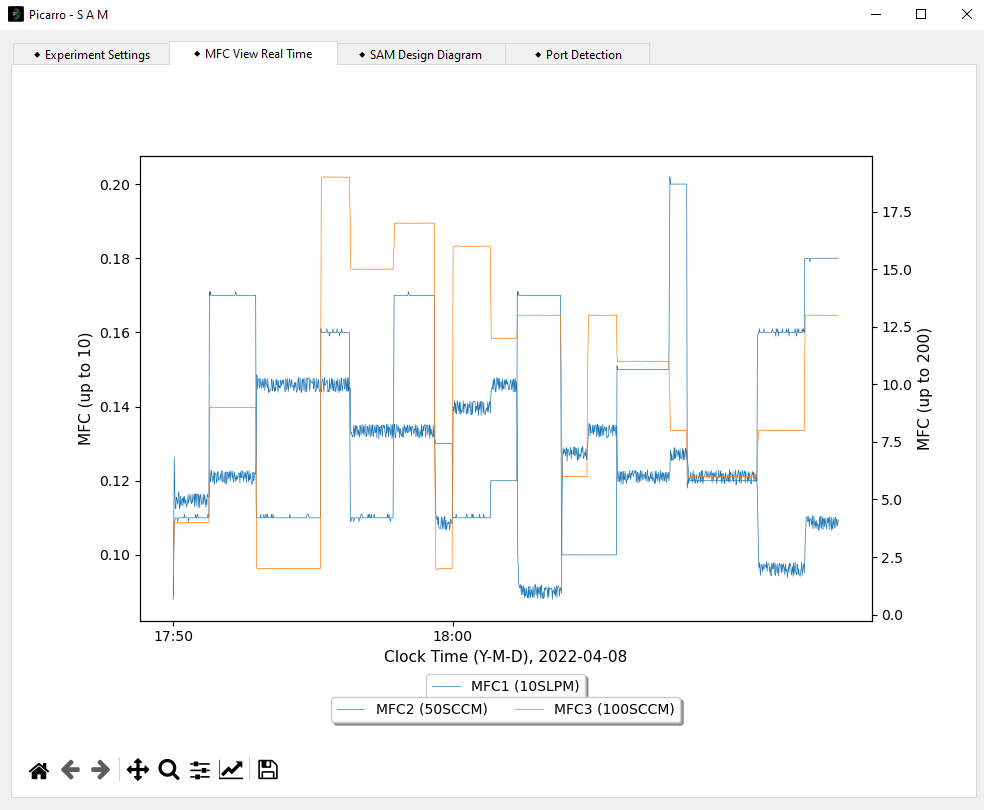 Picarro - S A M
◆ Experiment Settings ◆ MFC View Real Time ◆ SAM Design Diagram ◆ Port Detection
0.20
0.18
0.16
0.14
0.12
0.10
MFC (up to 10)
17.5
15.0
12.5
10.0
7.5
5.0
2.5
0.0
MFC (up to 200)
17:50 18:00
Clock Time (Y-M-D), 2022-04-08
MFC1 (10SLPM)
MFC2 (50SCCM) MFC3 (100SCCM)